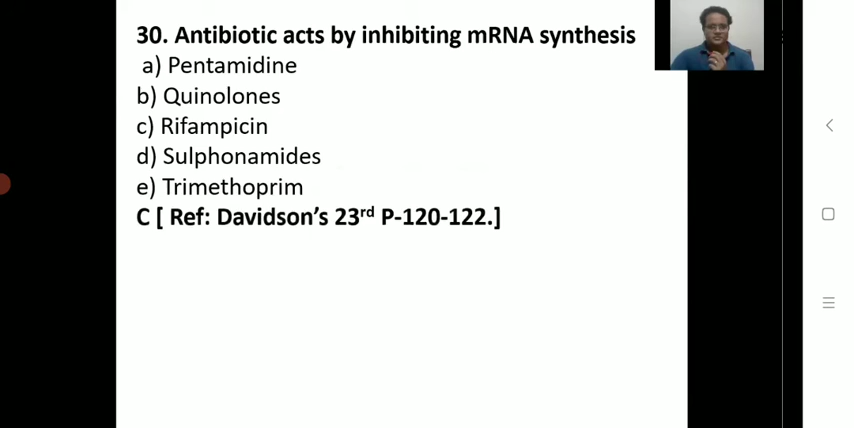 30. Antibiotic acts by inhibiting mRNA synthesis
a) Pentamidine
b) Quinolones
c) Rifampicin
d) Sulphonamides
e) Trimethoprim
C [ Ref: Davidson’s 23rd P-120-122.]